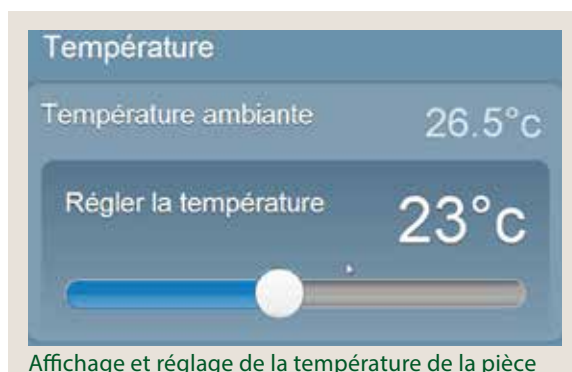 Température
Température ambiante 26.5°c
Régler la température 23°c
Affichage et réglage de la température de la pièce